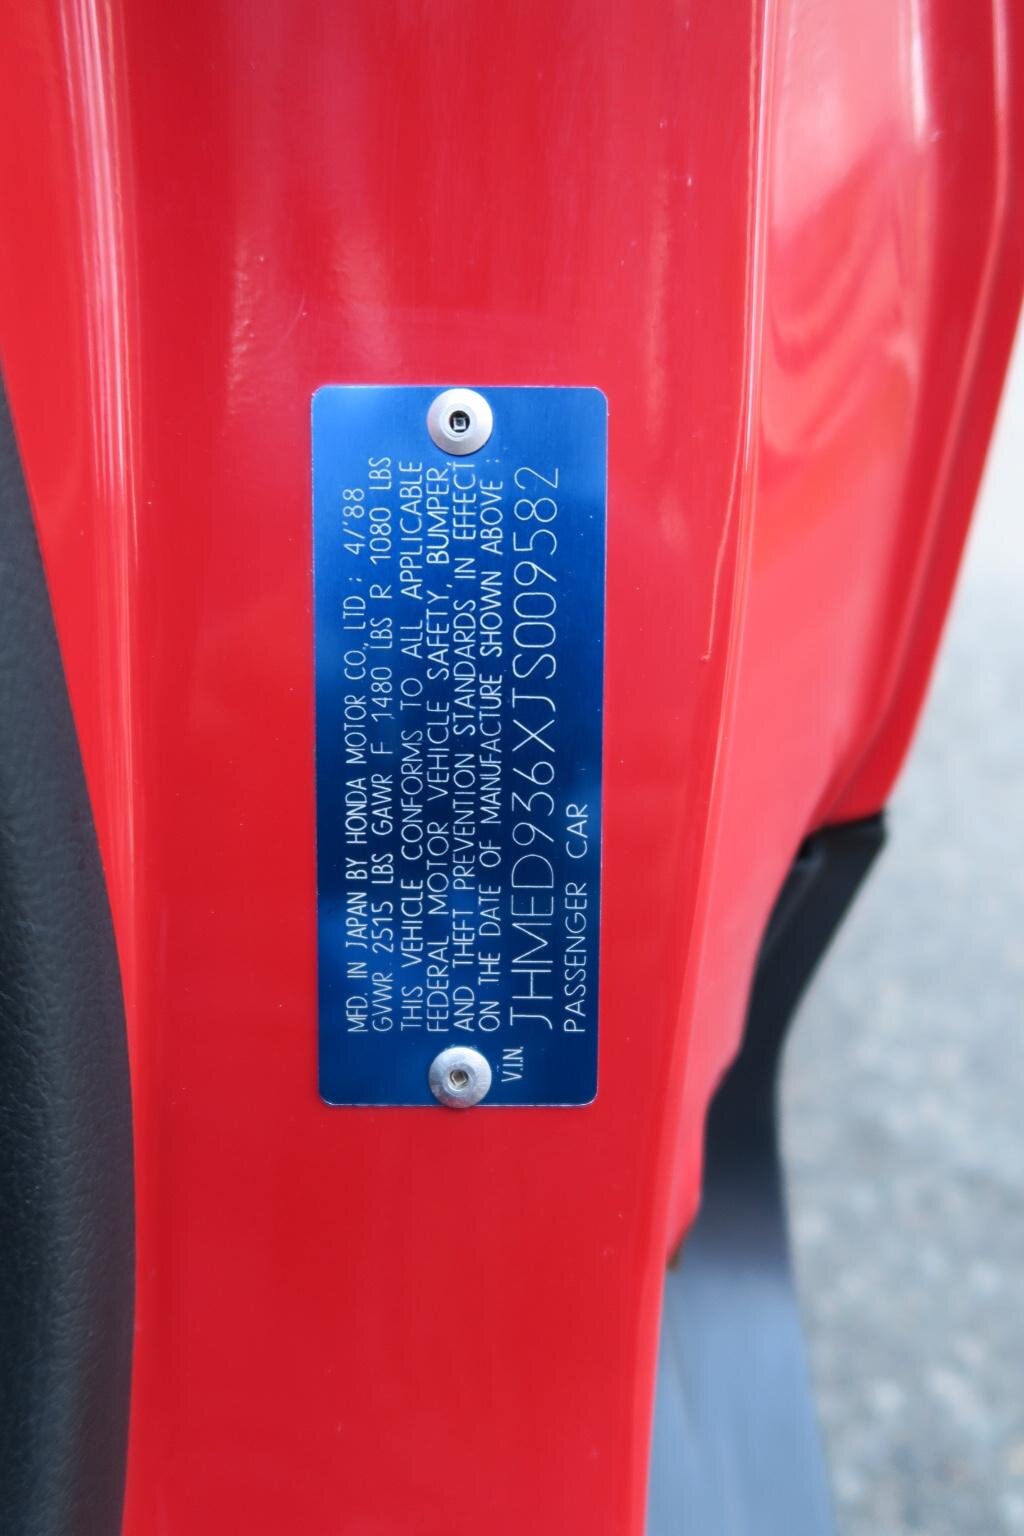 MFD. IN JAPAN BY HONDA MOTOR CO., LTD ; 4/'88
GVWR 2515 LBS GAWR F 1480 LBS R 1080 LBS
THIS VEHICLE CONFORMS TO ALL APPLICABLE
FEDERAL MOTOR VEHICLE SAFETY, BUMPER,
AND THEFT PREVENTION STANDARDS IN EFFECT
ON THE DATE OF MANUFACTURE SHOWN ABOVE :
V.I.N. JHMED936XJS009582
PASSENGER CAR